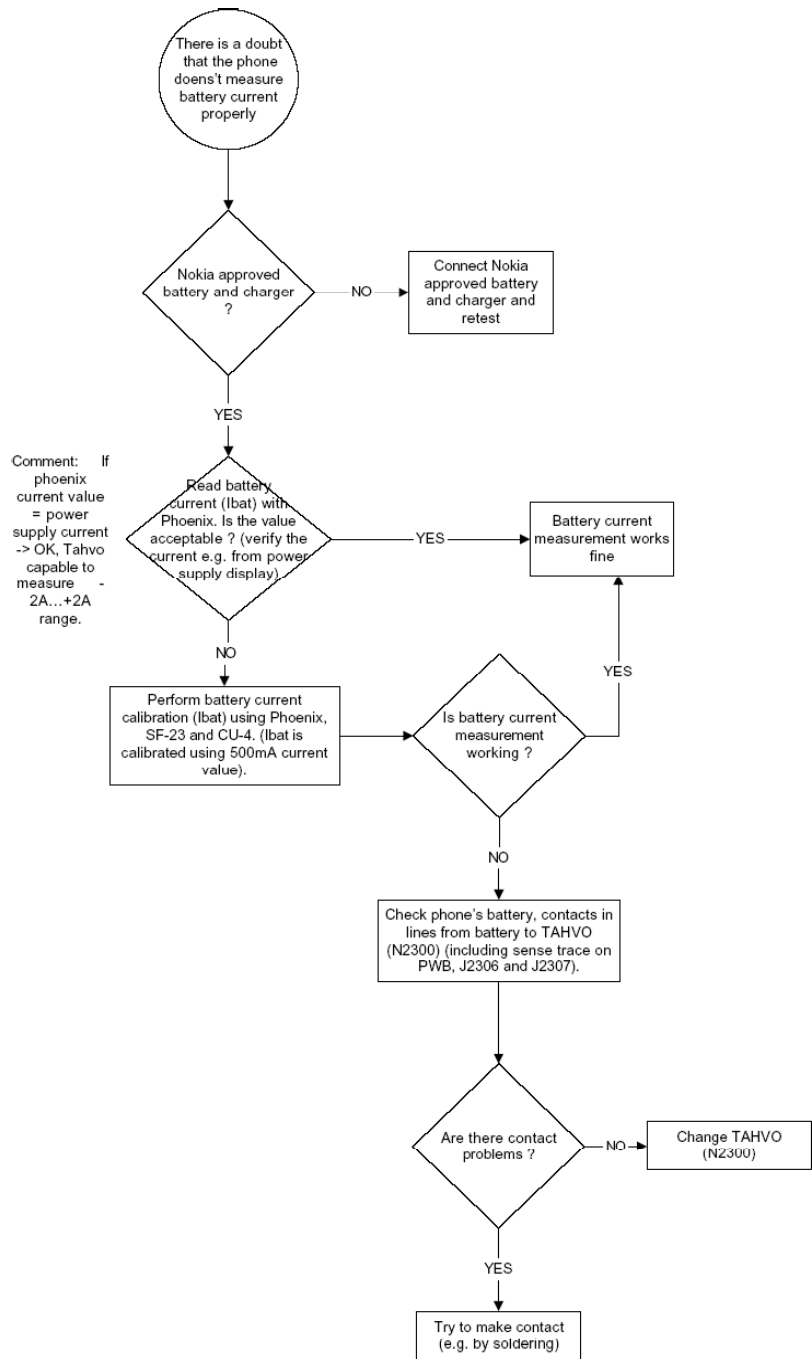 There is a doubt
that the phone
doens't measure
battery current
properly
Nokia approved
battery and charger
?
NO
Connect Nokia
approved battery
and charger and
retest
YES
Comment: If
phoenix
current value
= power
supply current
-> OK, Tahvo
capable to
measure -
2A...+2A
range.
Read battery
current (Ibat) with
Phoenix. Is the value
acceptable ? (verify the
current e.g. from power
supply display)
YES
Battery current
measurement works
fine
NO
YES
Perform battery current
calibration (Ibat) using Phoenix,
SF-23 and CU-4. (Ibat is
calibrated using 500mA current
value).
Is battery current
measurement
working ?
NO
Check phone's battery, contacts in
lines from battery to TAHVO
(N2300) (including sense trace on
PWB, J2306 and J2307).
Are there contact
problems ?
NO
Change TAHVO
(N2300)
YES
Try to make contact
(e.g. by soldering)